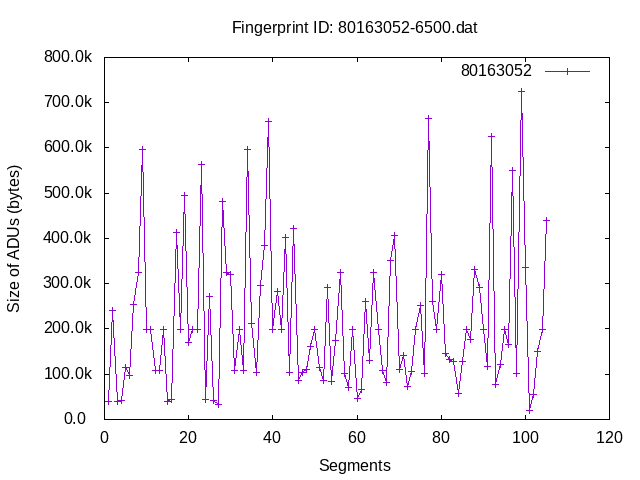 Fingerprint ID: 80163052-6500.dat
800.0k
700.0k
600.0k
500.0k
400.0k
300.0k
200.0k
100.0k
0.0
80163052
Size of ADUs (bytes)
0 20 40 60 80 100 120
Segments